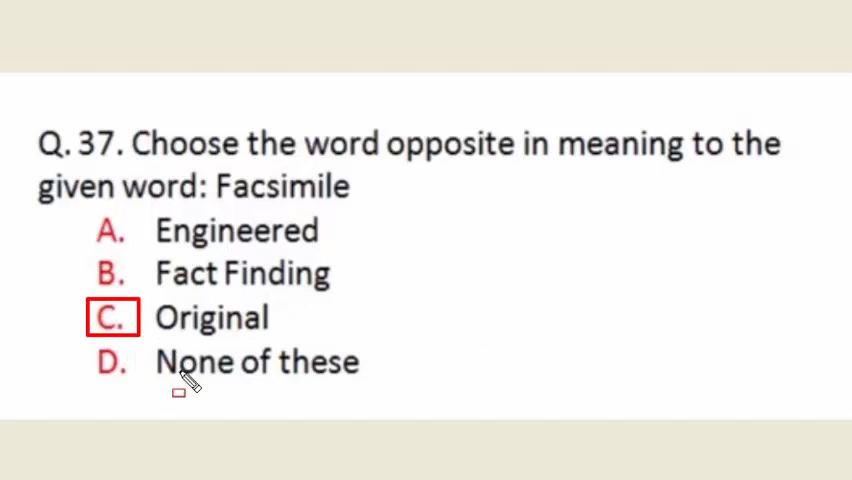 Q. 37. Choose the word opposite in meaning to the
given word: Facsimile
A. Engineered
B. Fact Finding
C. Original
D. None of these